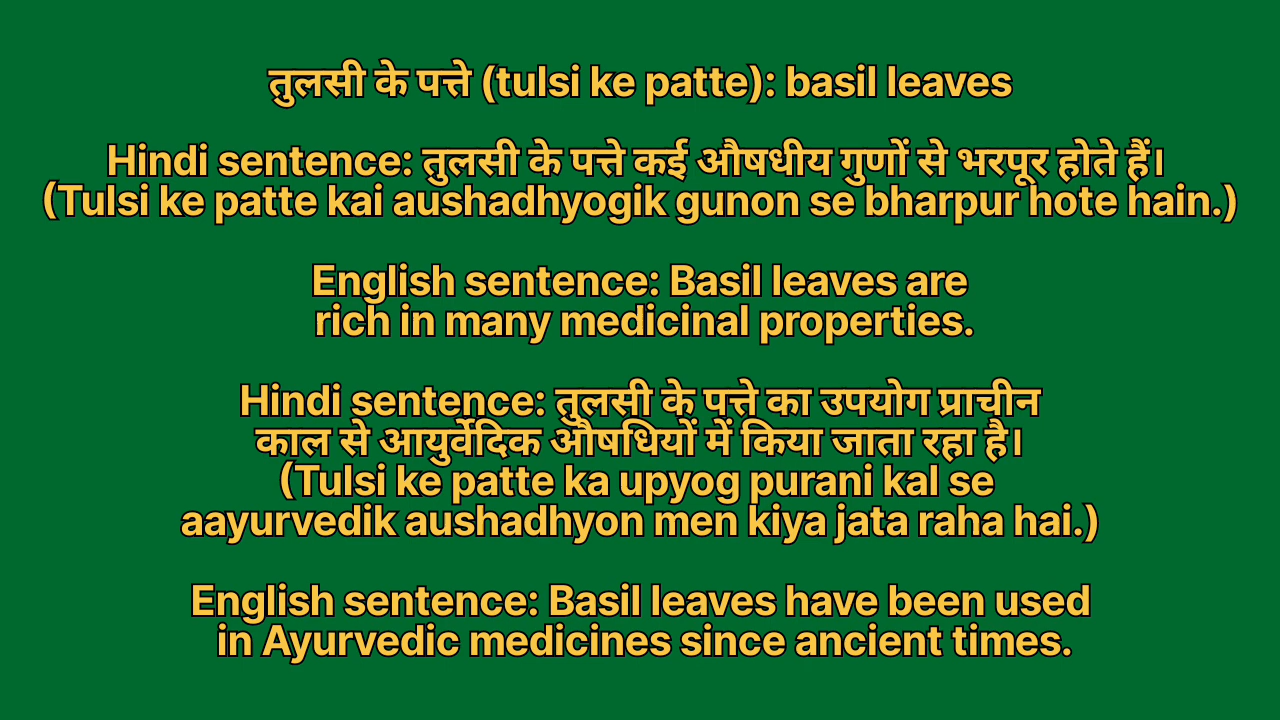 तुलसी के पत्ते (tulsi ke patte): basil leaves
Hindi sentence: तुलसी के पत्ते कई औषधीय गुणों से भरपूर होते हैं।
(Tulsi ke patte kai aushadhyogik gunon se bharpur hote hain.)
English sentence: Basil leaves are
rich in many medicinal properties.
Hindi sentence: तुलसी के पत्ते का उपयोग प्राचीन
काल से आयुर्वेदिक औषधियों में किया जाता रहा है।
(Tulsi ke patte ka upyog purani kal se
aayurvedik aushadhyon men kiya jata raha hai.)
English sentence: Basil leaves have been used
in Ayurvedic medicines since ancient times.